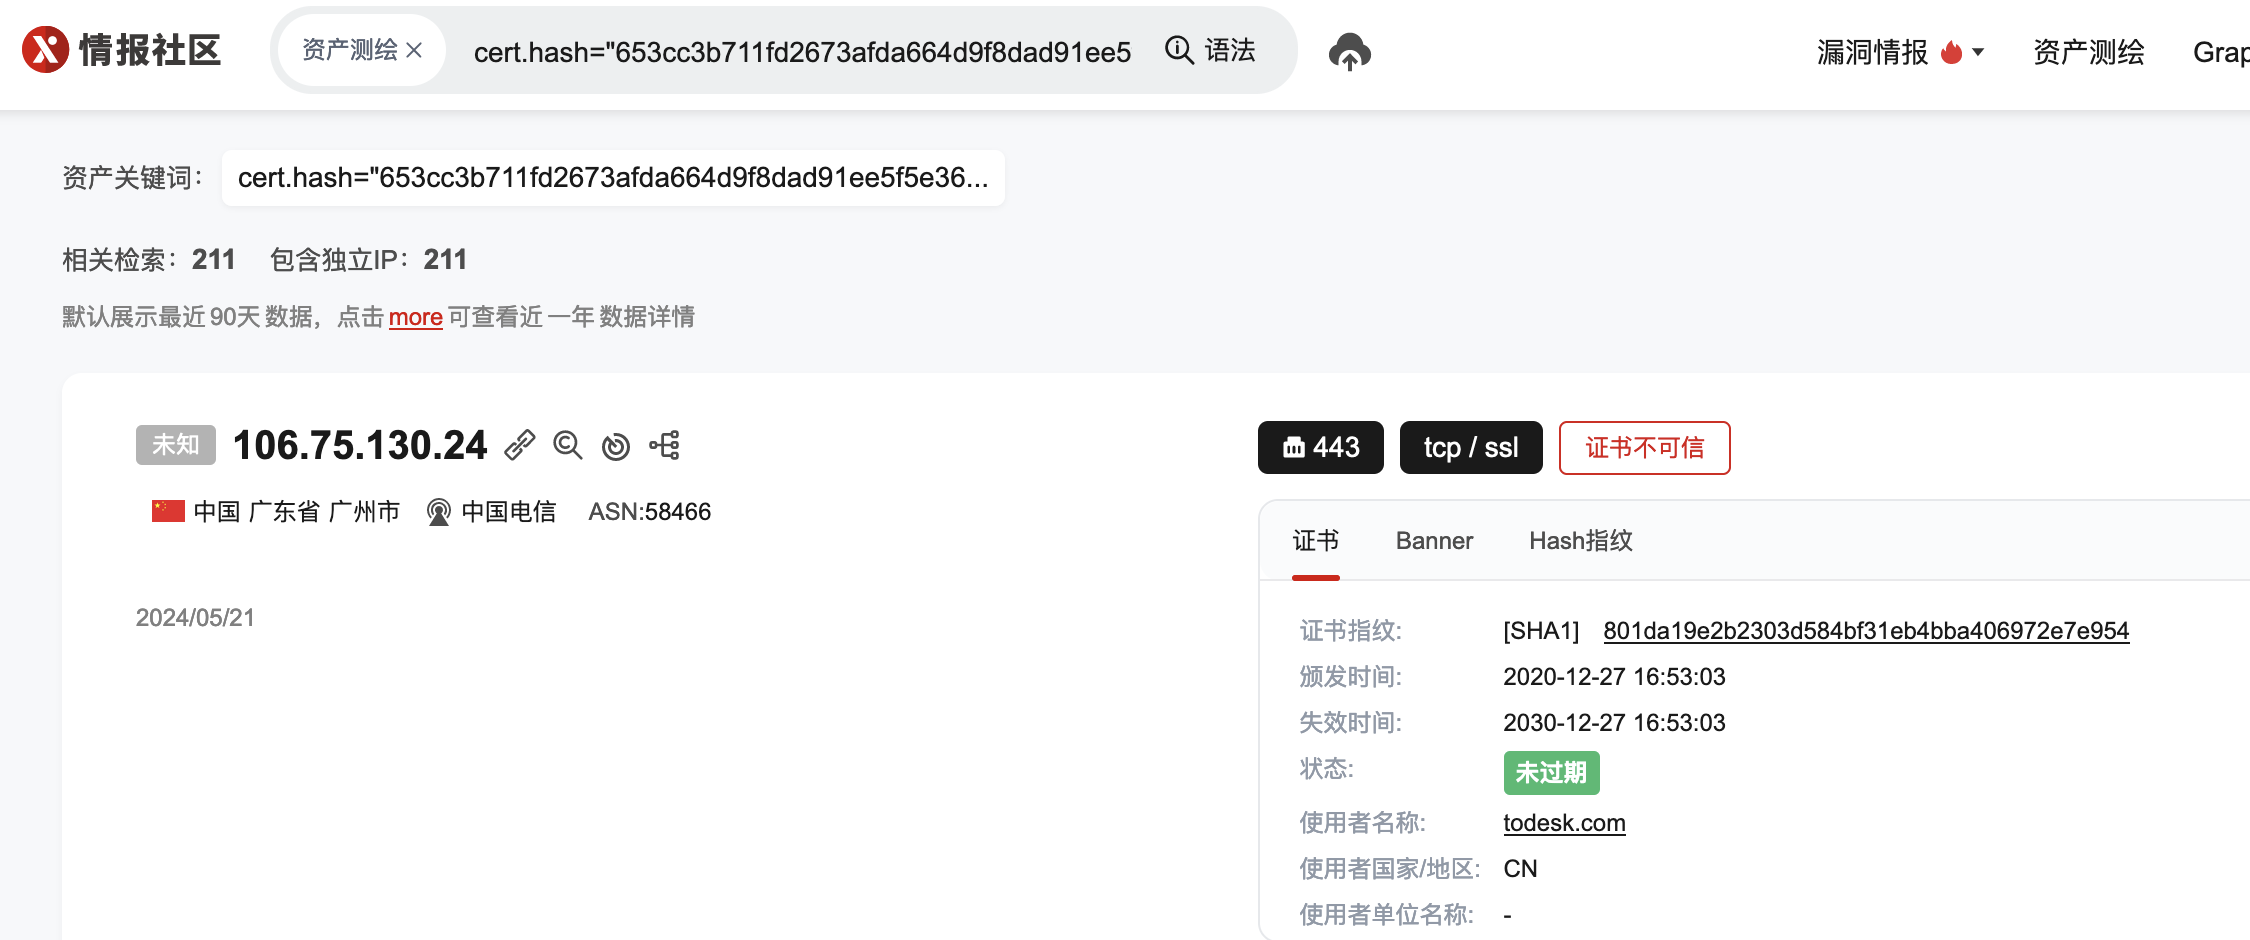 情报社区
资产测绘 × cert.hash="653cc3b711fd2673afda664d9f8dad91ee5 语法
漏洞情报 资产测绘 Grap
资产关键词： cert.hash="653cc3b711fd2673afda664d9f8dad91ee5f5e36...
相关检索：211 包含独立IP：211
默认展示最近 90天 数据，点击 more 可查看近 一年 数据详情
未知 106.75.130.24
中国 广东省 广州市 中国电信 ASN:58466
2024/05/21
443 tcp / ssl 证书不可信
证书 Banner Hash指纹
证书指纹: [SHA1] 801da19e2b2303d584bf31eb4bba406972e7e954
颁发时间: 2020-12-27 16:53:03
失效时间: 2030-12-27 16:53:03
状态: 未过期
使用者名称: todesk.com
使用者国家/地区: CN
使用者单位名称: -